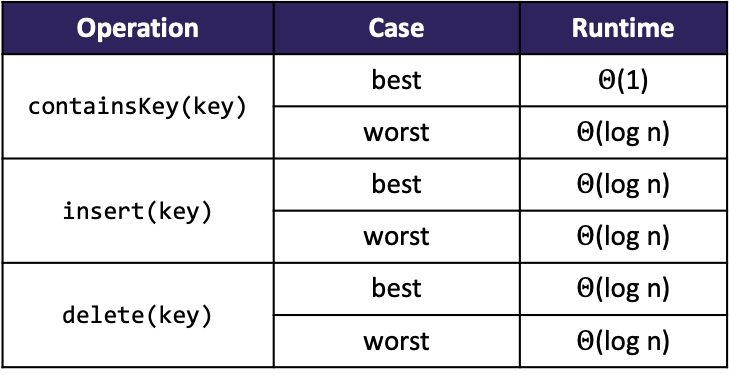 Operation Case Runtime
containsKey(key) best Θ(1)
worst Θ(log n)
insert(key) best Θ(log n)
worst Θ(log n)
delete(key) best Θ(log n)
worst Θ(log n)